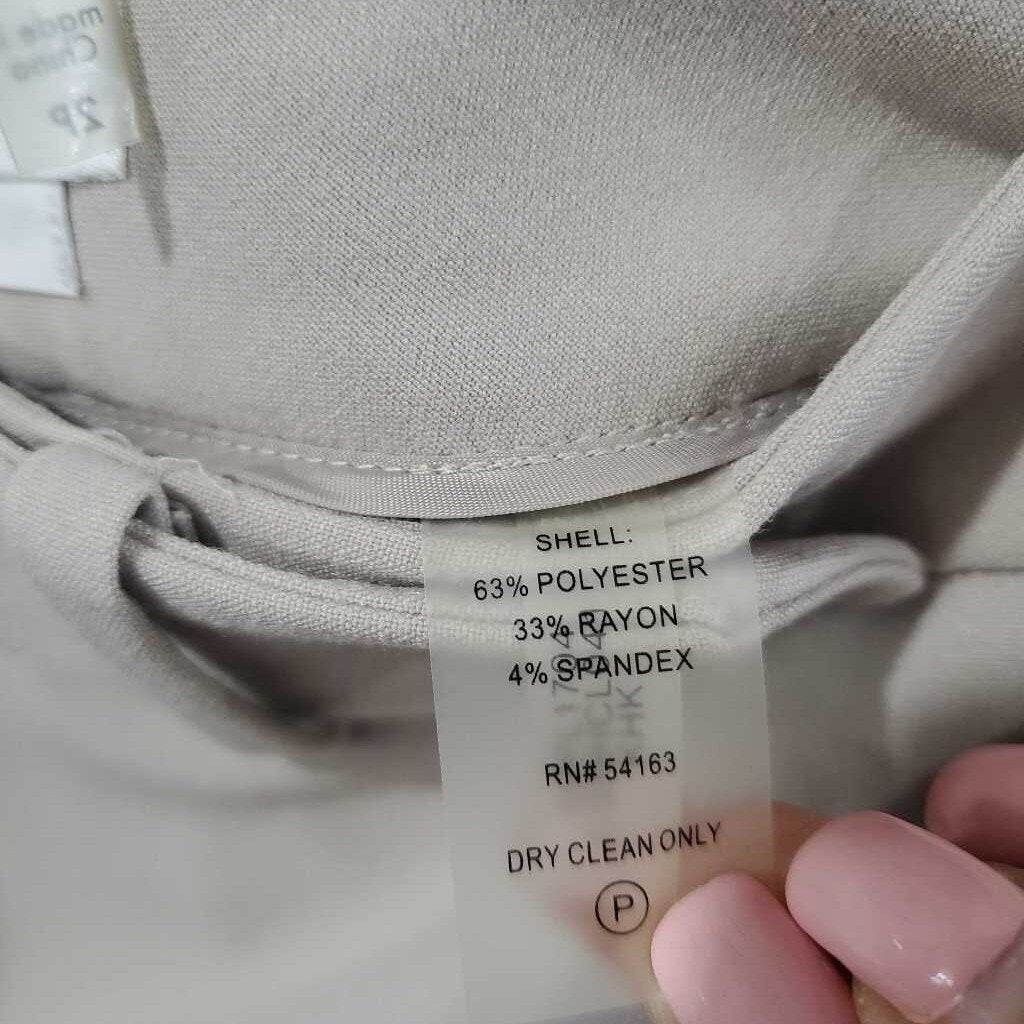 made in
China
2P
SHELL:
63% POLYESTER
33% RAYON
4% SPANDEX
RN# 54163
DRY CLEAN ONLY
P